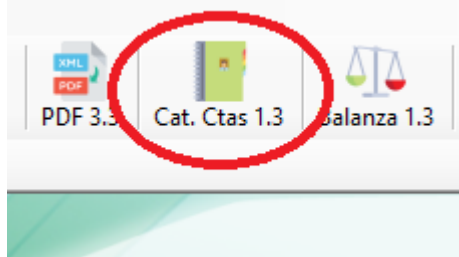 XML
PDF
PDF 3.3
Cat. Ctas 1.3
Balanza 1.3